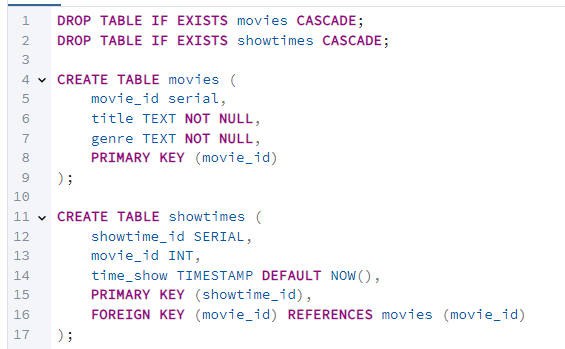 1 DROP TABLE IF EXISTS movies CASCADE;
2 DROP TABLE IF EXISTS showtimes CASCADE;
3
4 CREATE TABLE movies (
5 movie_id serial,
6 title TEXT NOT NULL,
7 genre TEXT NOT NULL,
8 PRIMARY KEY (movie_id)
9 );
10
11 CREATE TABLE showtimes (
12 showtime_id SERIAL,
13 movie_id INT,
14 time_show TIMESTAMP DEFAULT NOW(),
15 PRIMARY KEY (showtime_id),
16 FOREIGN KEY (movie_id) REFERENCES movies (movie_id)
17 );